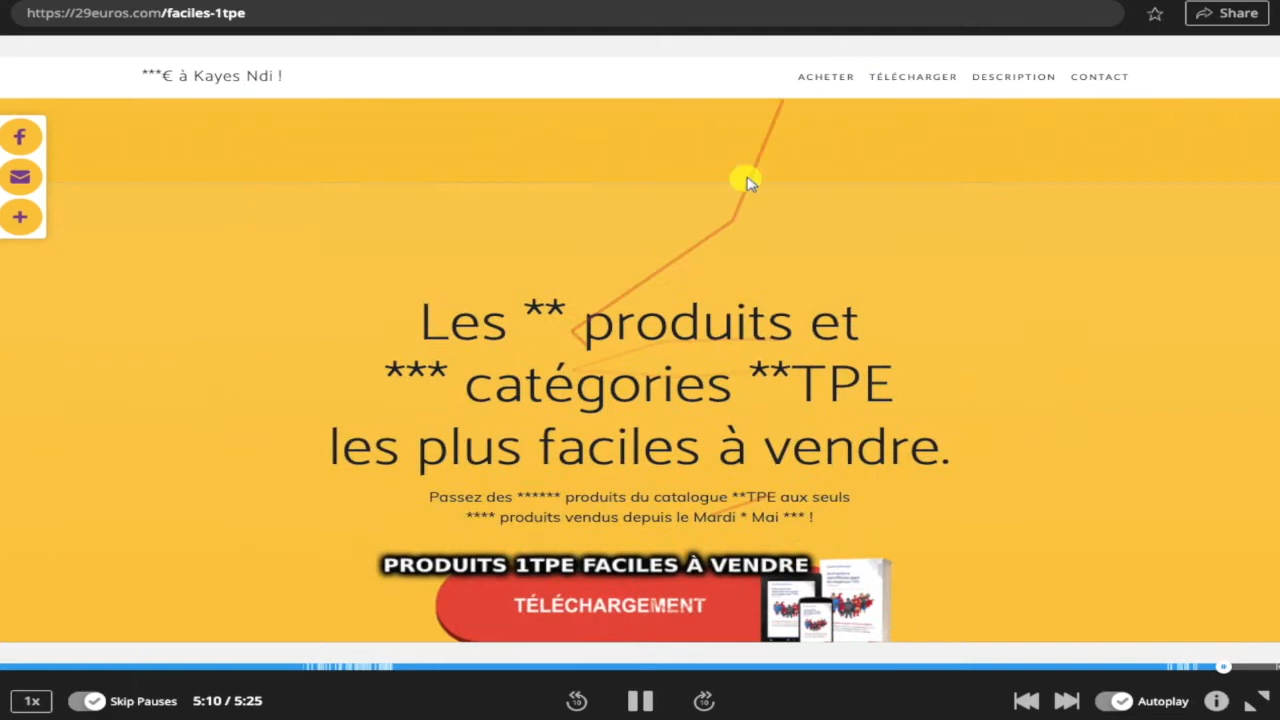 https://29euros.com/faciles-1tpe
Share
***€ à Kayes Ndi !
ACHETER TÉLÉCHARGER DESCRIPTION CONTACT
Les ** produits et
*** catégories **TPE
les plus faciles à vendre.
Passez des ****** produits du catalogue **TPE aux seuls
**** produits vendus depuis le Mardi * Mai *** !
PRODUITS 1TPE FACILES À VENDRE
TÉLÉCHARGEMENT
1x Skip Pauses 5:10 / 5:25 10 10 Autoplay